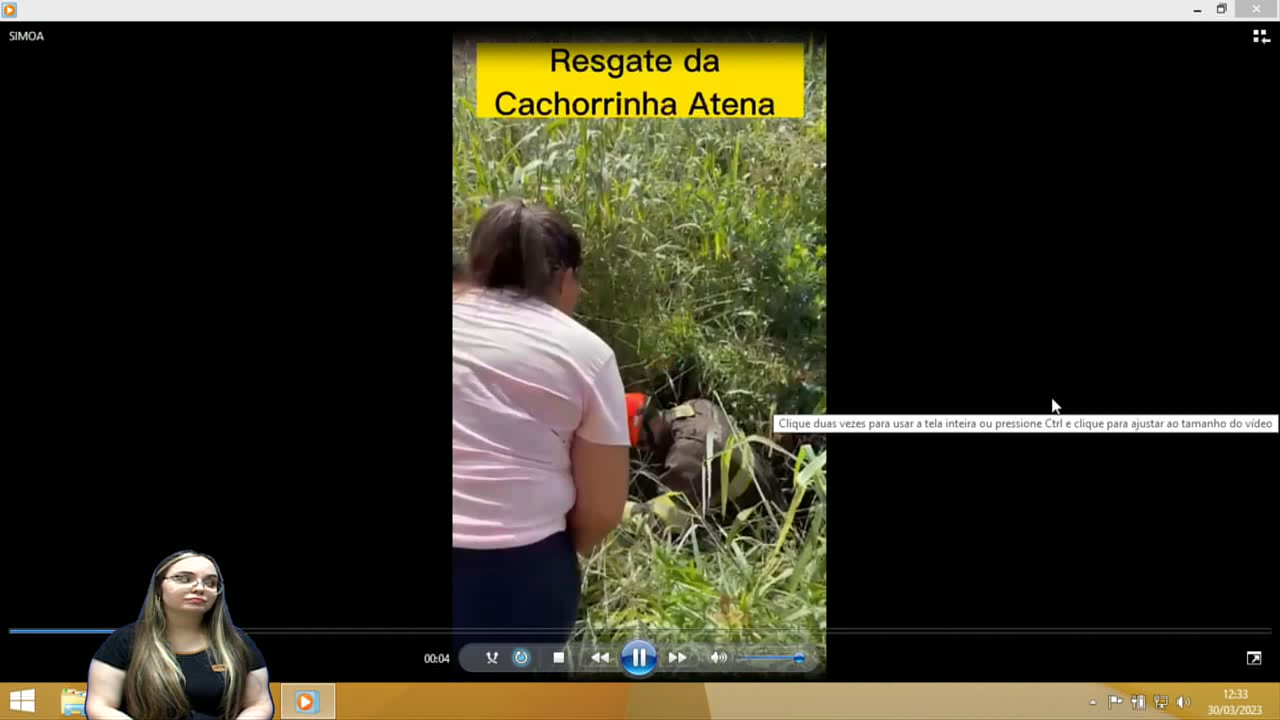 SIMOA
Resgate da
Cachorrinha Atena
Clique duas vezes para usar a tela inteira ou pressione Ctrl e clique para ajustar ao tamanho do vídeo
00:04
12:33
30/03/2023